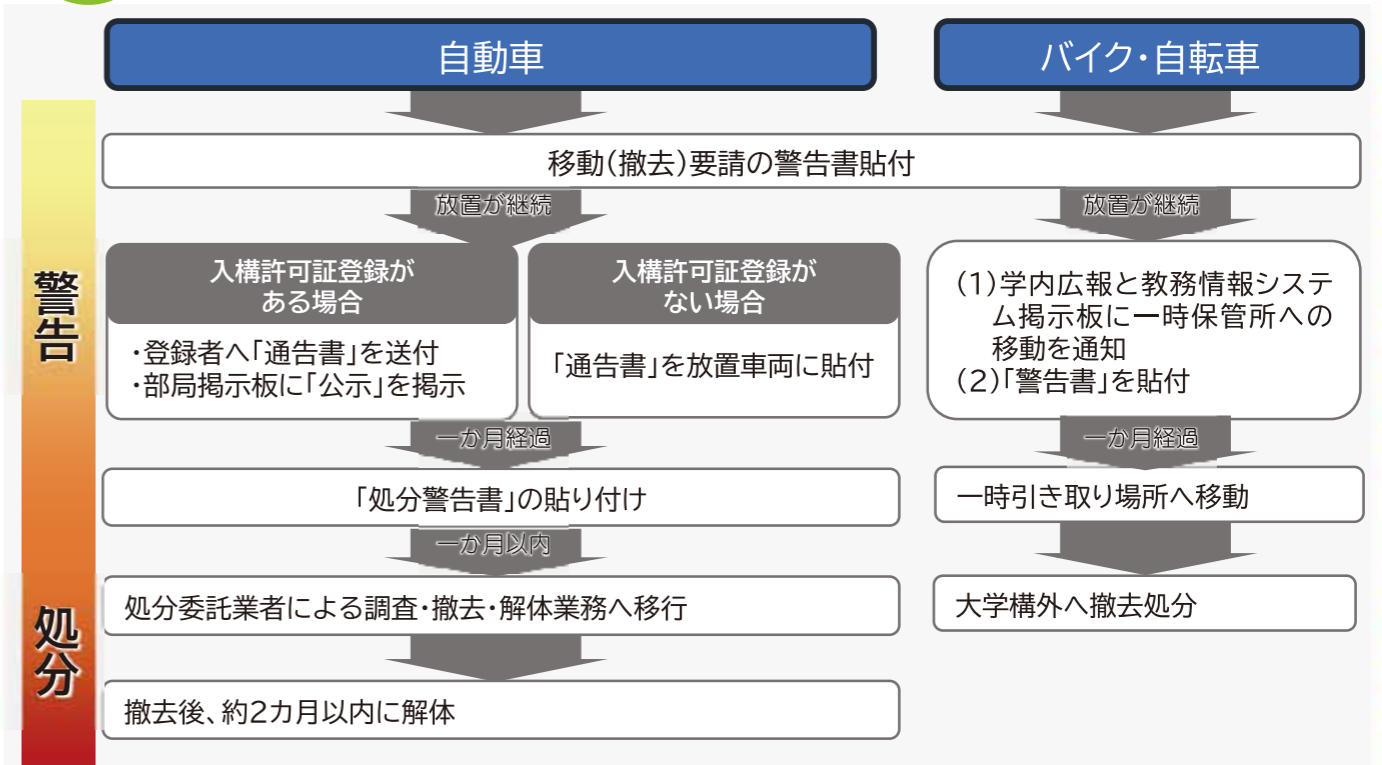 自動車
バイク・自転車
移動(撤去)要請の警告書貼付
放置が継続
放置が継続
警告
入構許可証登録が
ある場合
・登録者へ「通告書」を送付
・部局掲示板に「公示」を掲示
入構許可証登録が
ない場合
「通告書」を放置車両に貼付
(1)学内広報と教務情報システ
ム掲示板に一時保管所への
移動を通知
(2)「警告書」を貼付
一か月経過
一か月経過
「処分警告書」の貼り付け
一時引き取り場所へ移動
一か月以内
処分
処分委託業者による調査・撤去・解体業務へ移行
大学構外へ撤去処分
撤去後、約2カ月以内に解体